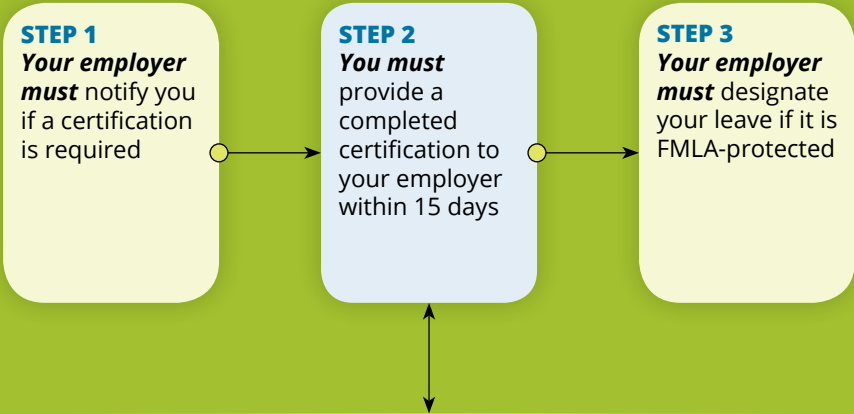 STEP 1
Your employer
must notify you
if a certification
is required
STEP 2
You must
provide a
completed
certification to
your employer
within 15 days
STEP 3
Your employer
must designate
your leave if it is
FMLA-protected